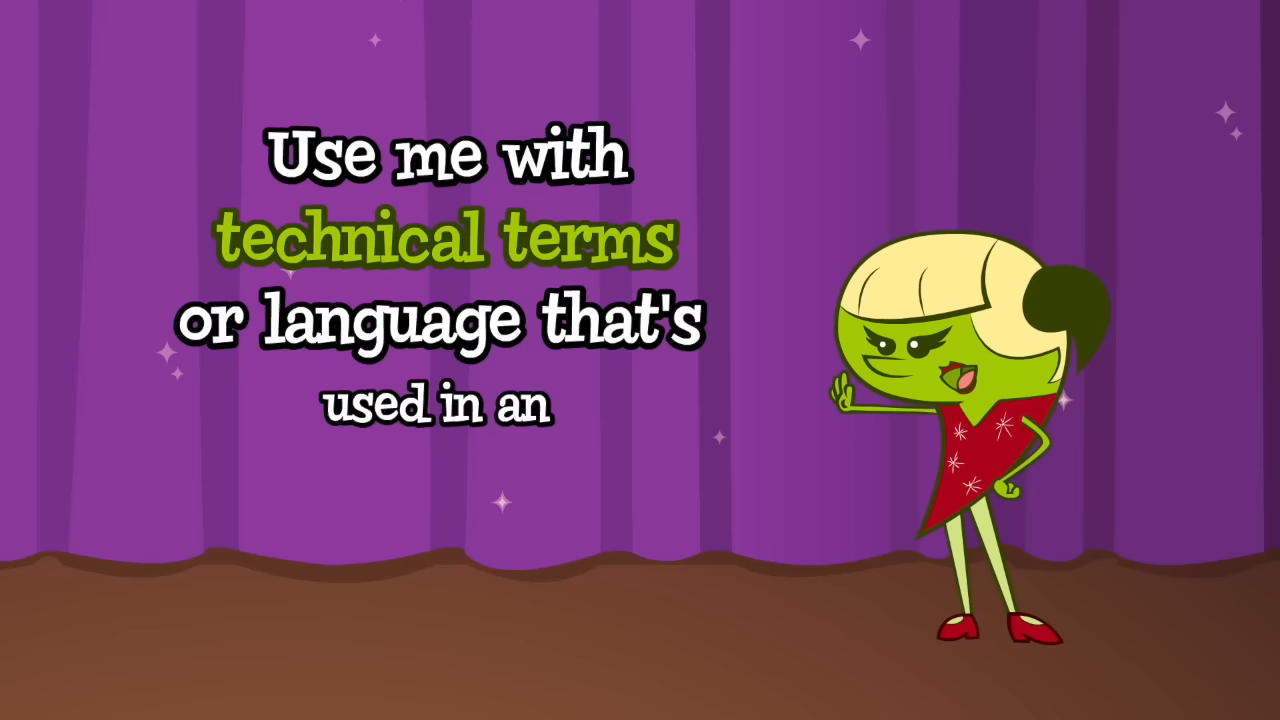 Use me with
technical terms
or language that's
used in an